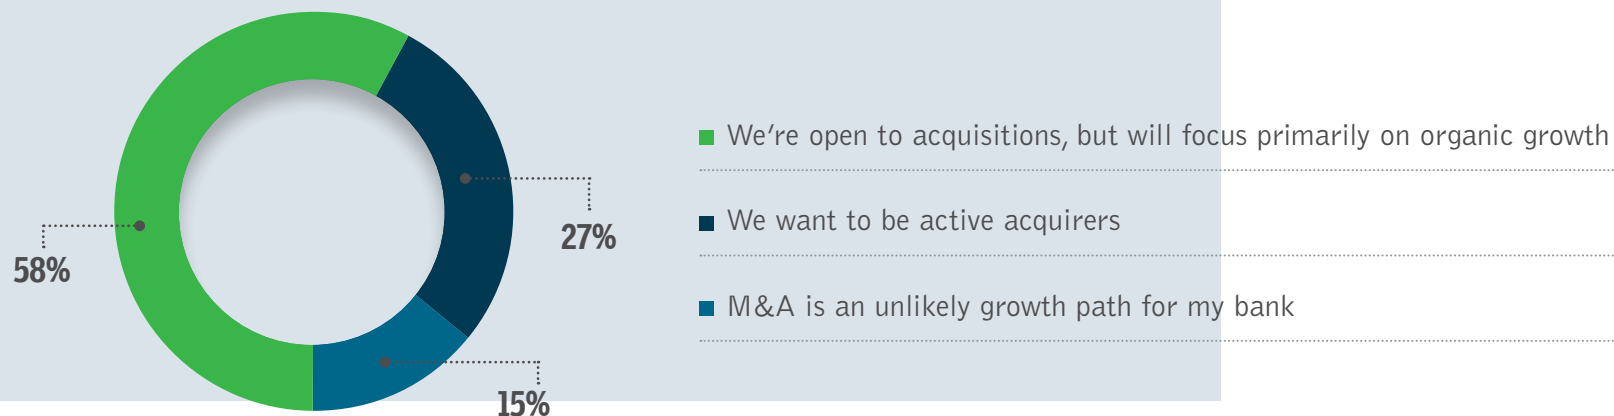 We're open to acquisitions, but will focus primarily on organic growth
We want to be active acquirers
27%
58%
M&A is an unlikely growth path for my bank
15%